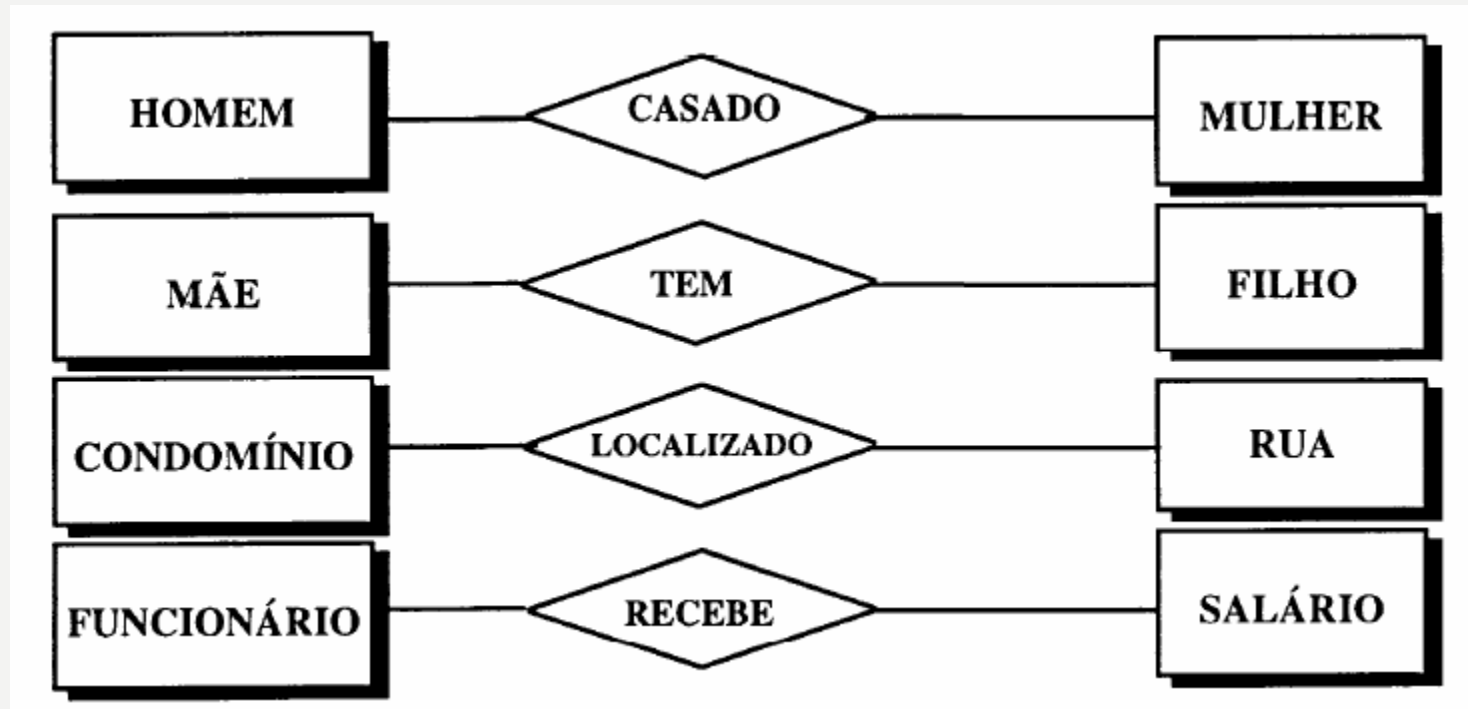 HOMEM CASADO MULHER
MÃE TEM FILHO
CONDOMÍNIO LOCALIZADO RUA
FUNCIONÁRIO RECEBE SALÁRIO